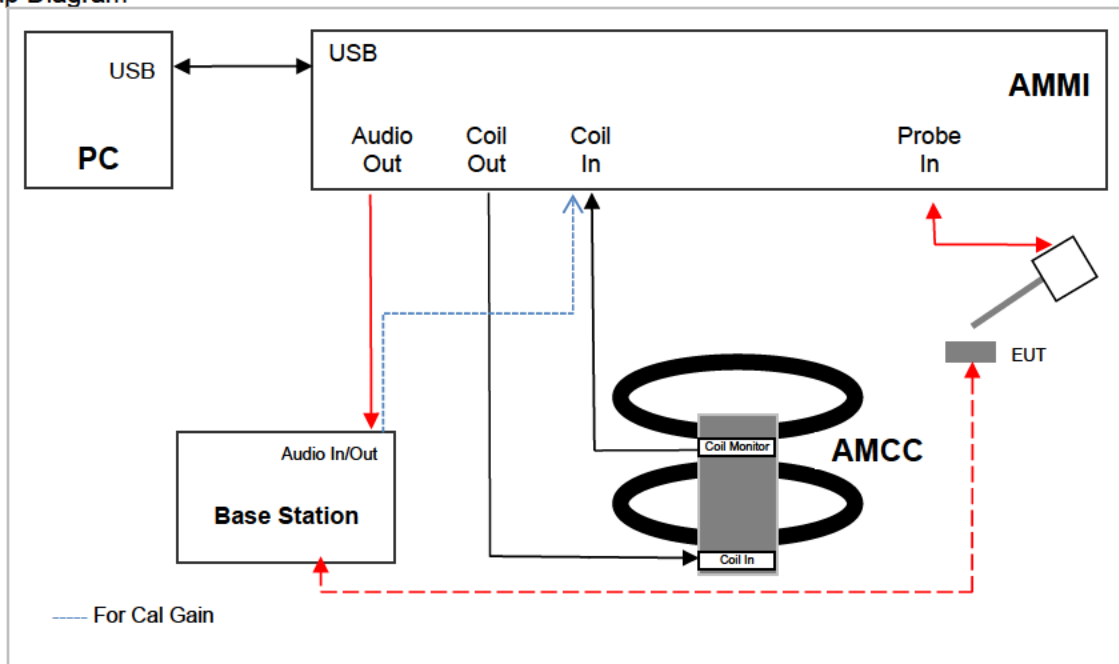 USB
PC
USB
AMMI
Audio
Out
Coil
Out
Coil
In
Probe
In
EUT
Coil Monitor
AMCC
Coil In
Audio In/Out
Base Station
For Cal Gain